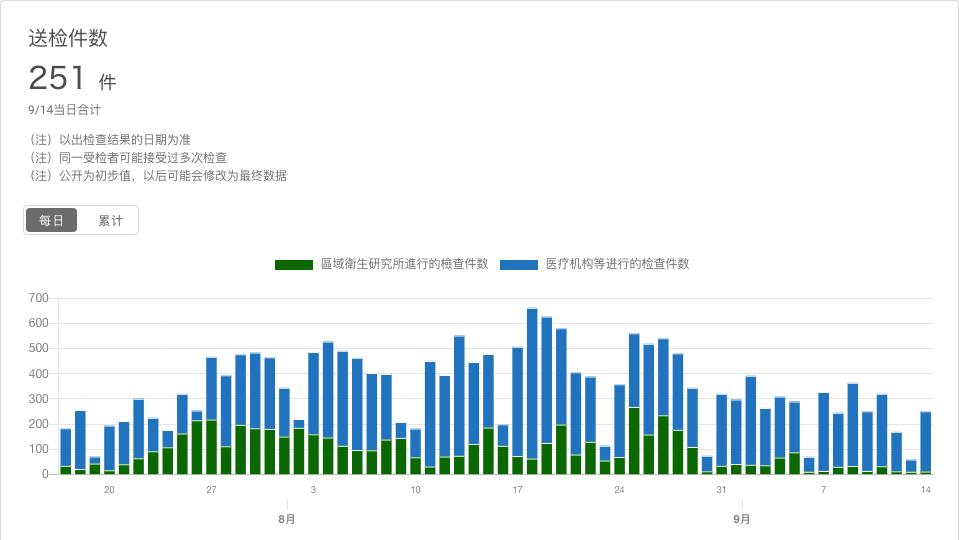 送检件数
251 件
9/14当日合计
（注）以出检查结果的日期为准
（注）同一受检者可能接受过多次检查
（注）公开为初步值，以后可能会修改为最终数据
每日 累计
區域衛生研究所進行的檢查件數 医疗机构等进行的检查件数
700
600
500
400
300
200
100
0
20 27 3 10 17 24 31 7 14
8月 9月